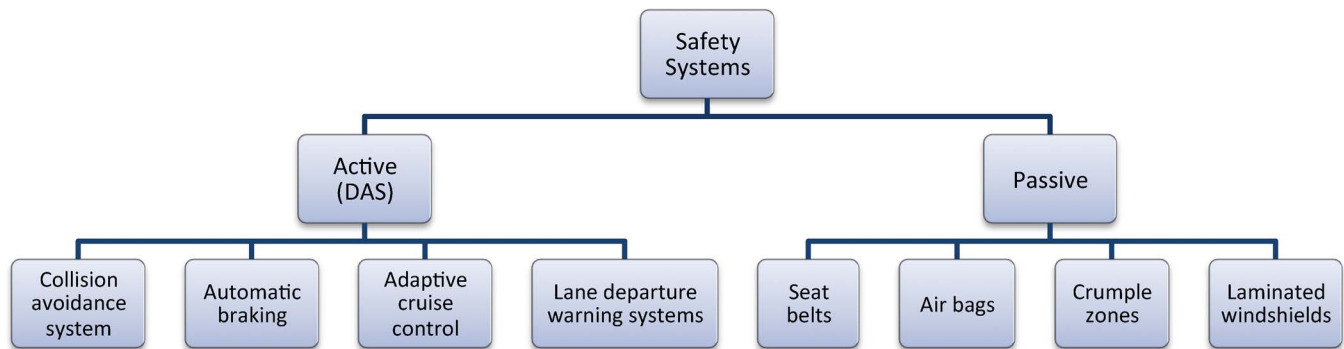 Safety
Systems
Active
(DAS)
Passive
Collision
avoidance
system
Automatic
braking
Adaptive
cruise
control
Lane departure
warning systems
Seat
belts
Air bags
Crumple
zones
Laminated
windshields